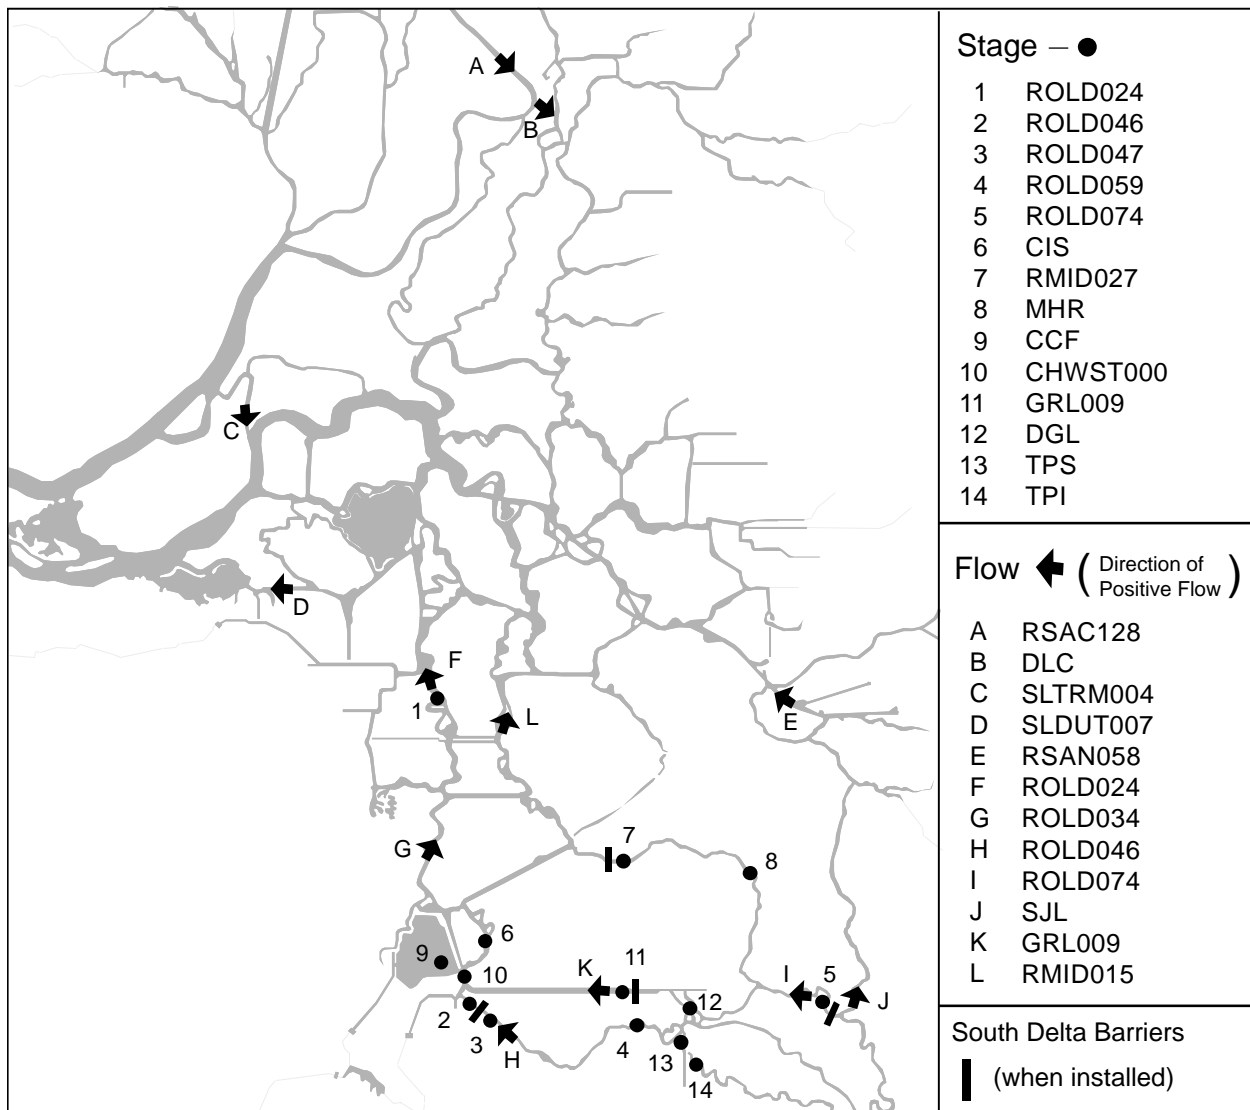 A
B
C
D
E
F
1
L
G
7
8
6
9
10
K
11
I
5
J
2
3
H
4
12
13
14
Stage – ●
1 ROLD024
2 ROLD046
3 ROLD047
4 ROLD059
5 ROLD074
6 CIS
7 RMID027
8 MHR
9 CCF
10 CHWST000
11 GRL009
12 DGL
13 TPS
14 TPI
Flow ( Direction of
Positive Flow )
A RSAC128
B DLC
C SLTRM004
D SLDUT007
E RSAN058
F ROLD024
G ROLD034
H ROLD046
I ROLD074
J SJL
K GRL009
L RMID015
South Delta Barriers
(when installed)